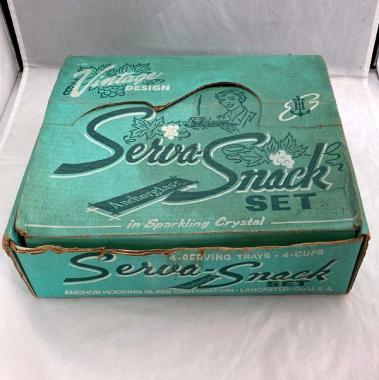 Vintage
DESIGN
Serva-Snack
SET
Anchorglass
in Sparkling Crystal
4-SERVING TRAYS • 4-CUPS
Serva-Snack
SET
ANCHOR HOCKING GLASS CORPORATION • LANCASTER, OHIO U.S.A.